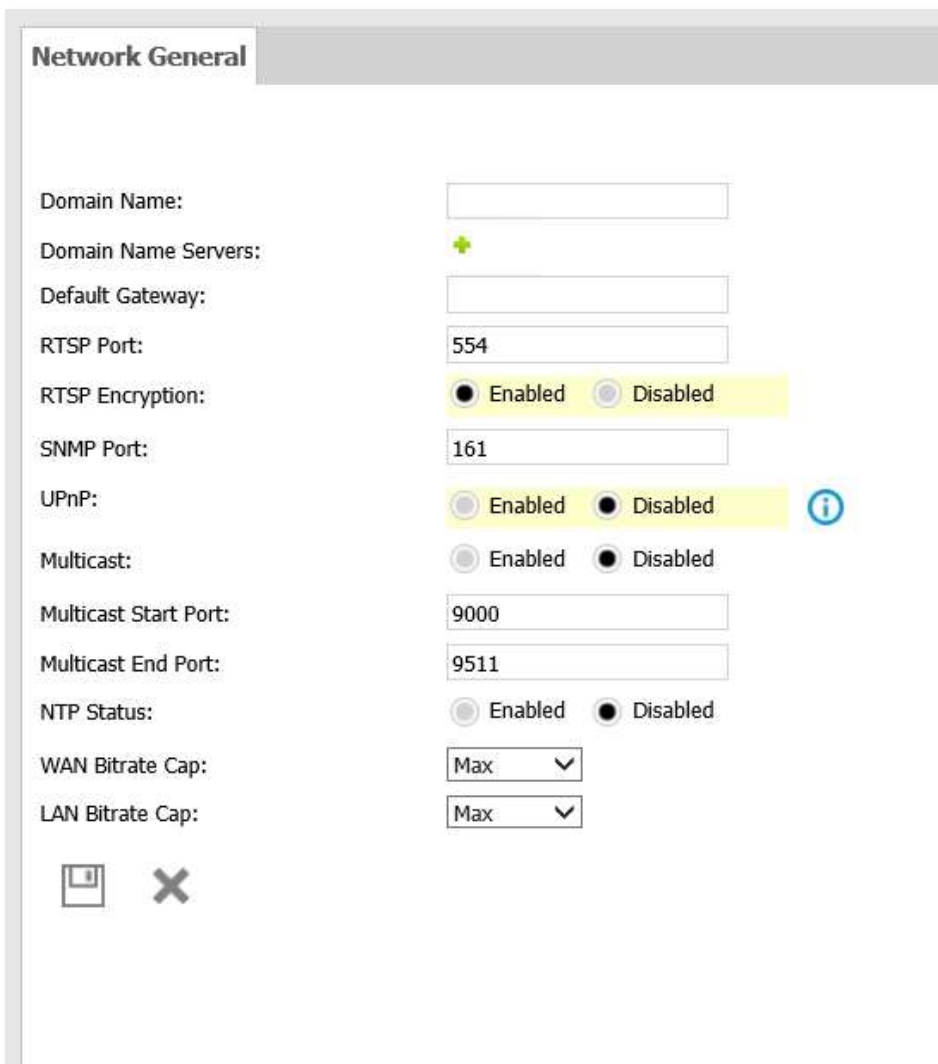 Network General
Domain Name:
Domain Name Servers:
Default Gateway:
RTSP Port: 554
RTSP Encryption: Enabled Disabled
SNMP Port: 161
UPnP: Enabled Disabled
Multicast: Enabled Disabled
Multicast Start Port: 9000
Multicast End Port: 9511
NTP Status: Enabled Disabled
WAN Bitrate Cap: Max
LAN Bitrate Cap: Max